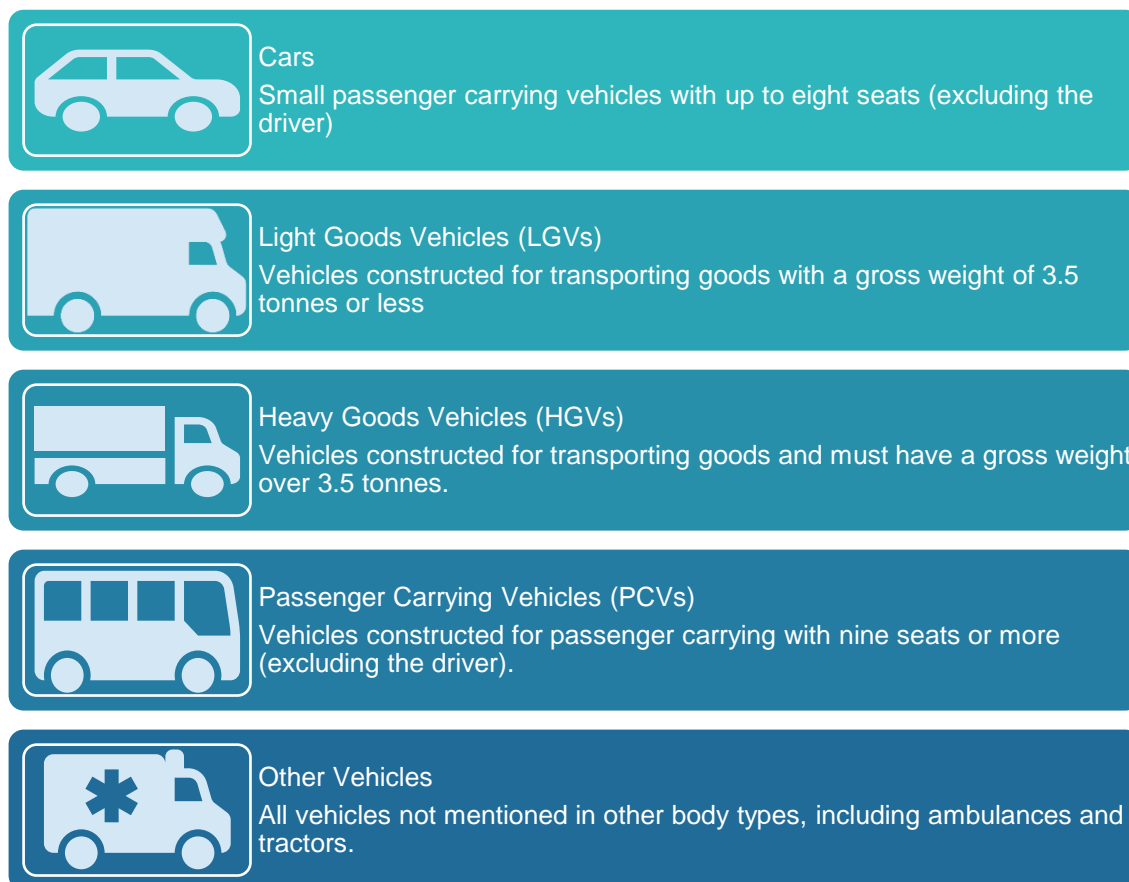 Cars
Small passenger carrying vehicles with up to eight seats (excluding the
driver)
Light Goods Vehicles (LGVs)
Vehicles constructed for transporting goods with a gross weight of 3.5
tonnes or less
Heavy Goods Vehicles (HGVs)
Vehicles constructed for transporting goods and must have a gross weight
over 3.5 tonnes.
Passenger Carrying Vehicles (PCVs)
Vehicles constructed for passenger carrying with nine seats or more
(excluding the driver).
Other Vehicles
All vehicles not mentioned in other body types, including ambulances and
tractors.